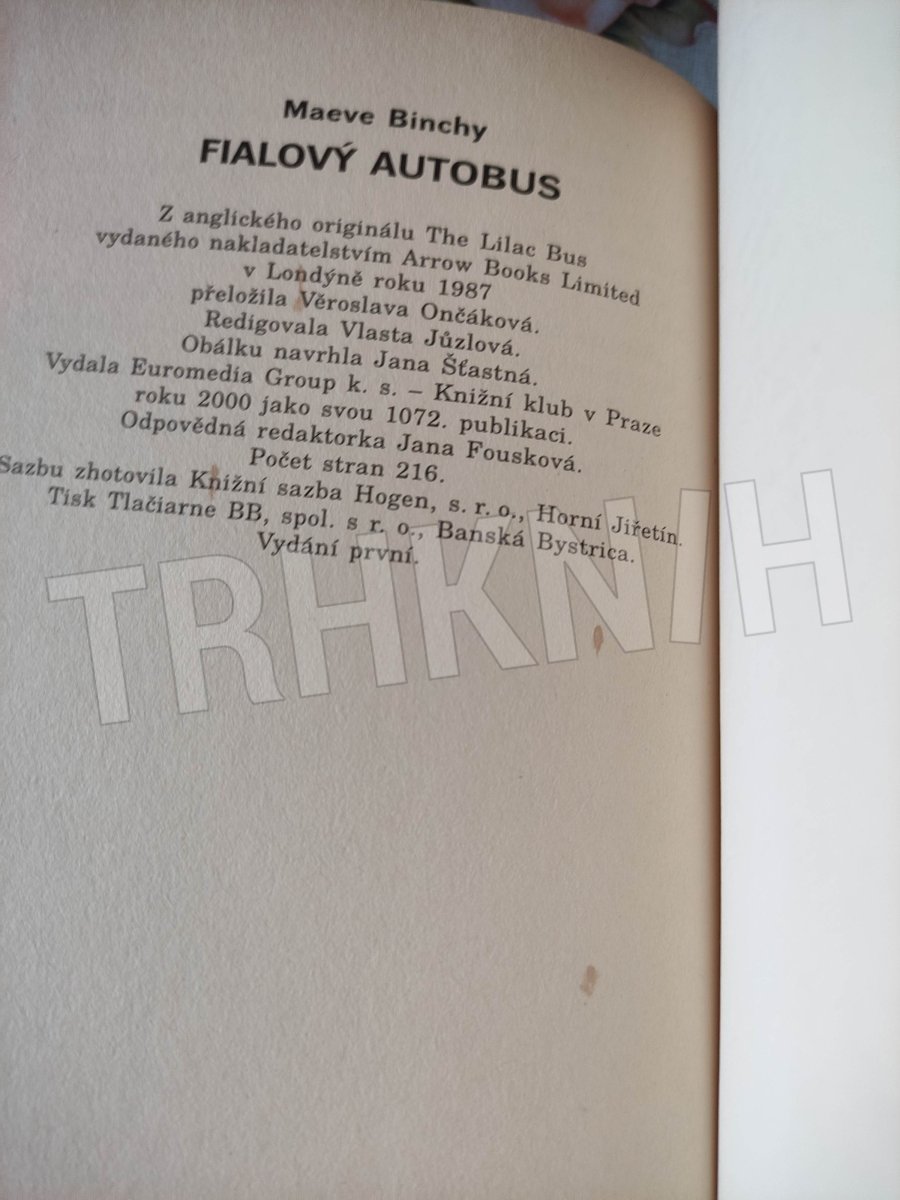 Maeve Binchy
FIALOVÝ AUTOBUS
Z anglického originálu The Lilac Bus
vydaného nakladatelstvím Arrow Books Limited
v Londýně roku 1987
přeložila Věroslava Ončáková.
Redigovala Vlasta Jůzlová.
Obálku navrhla Jana Šťastná.
Vydala Euromedia Group k. s. – Knižní klub v Praze
roku 2000 jako svou 1072. publikaci.
Odpovědná redaktorka Jana Fousková.
Počet stran 216.
Sazbu zhotovila Knižní sazba Hogen, s. r. o., Horní Jiřetín.
Tisk Tlačiarne BB, spol. s r. o., Banská Bystrica.
Vydání první.
TRHKNIH